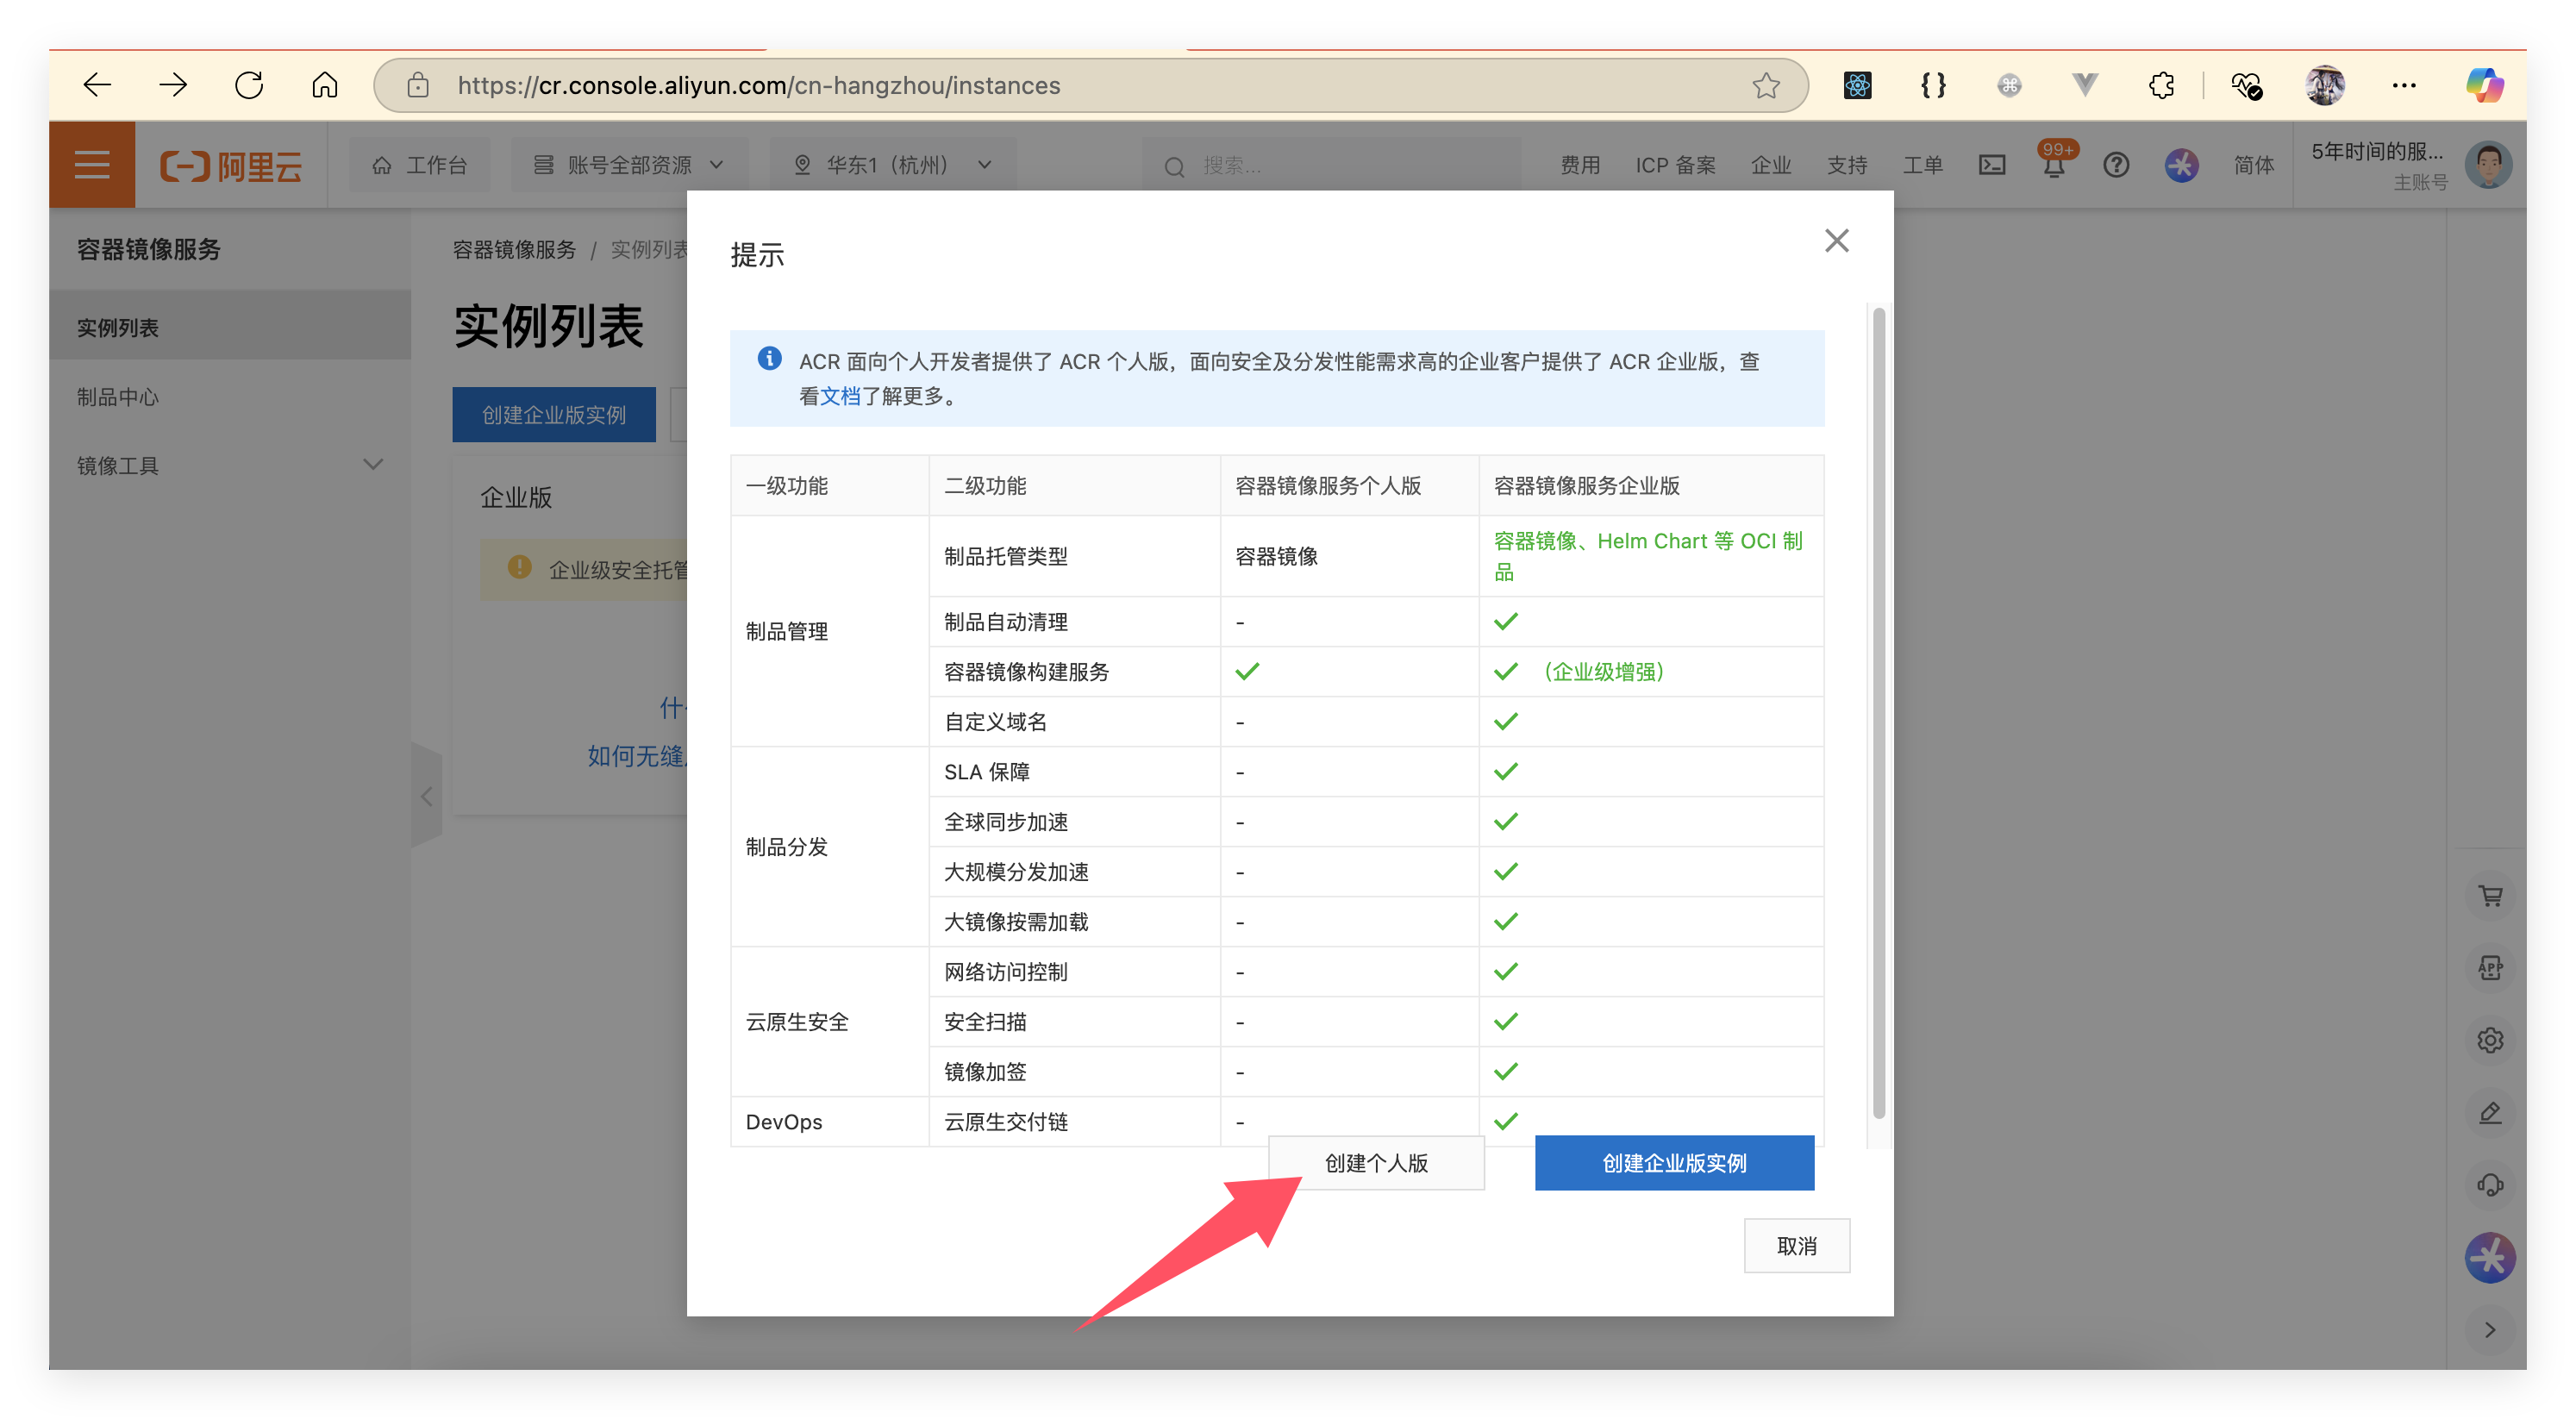 https://cr.console.aliyun.com/cn-hangzhou/instances
阿里云
工作台
账号全部资源
华东1（杭州）
搜索...
费用
ICP 备案
企业
支持
工单
99+
简体
5年时间的服...
主账号
容器镜像服务
实例列表
制品中心
镜像工具
容器镜像服务 / 实例列表
实例列表
创建企业版实例
企业版
企业级安全托管
什
如何无缝
提示
ACR 面向个人开发者提供了 ACR 个人版，面向安全及分发性能需求高的企业客户提供了 ACR 企业版，查
看文档了解更多。
一级功能 二级功能 容器镜像服务个人版 容器镜像服务企业版
制品管理
制品托管类型 容器镜像 容器镜像、Helm Chart 等 OCI 制
品
制品自动清理 -
容器镜像构建服务 （企业级增强）
自定义域名 -
制品分发
SLA 保障 -
全球同步加速 -
大规模分发加速 -
大镜像按需加载 -
云原生安全
网络访问控制 -
安全扫描 -
镜像加签 -
DevOps 云原生交付链 -
创建个人版
创建企业版实例
取消
APP